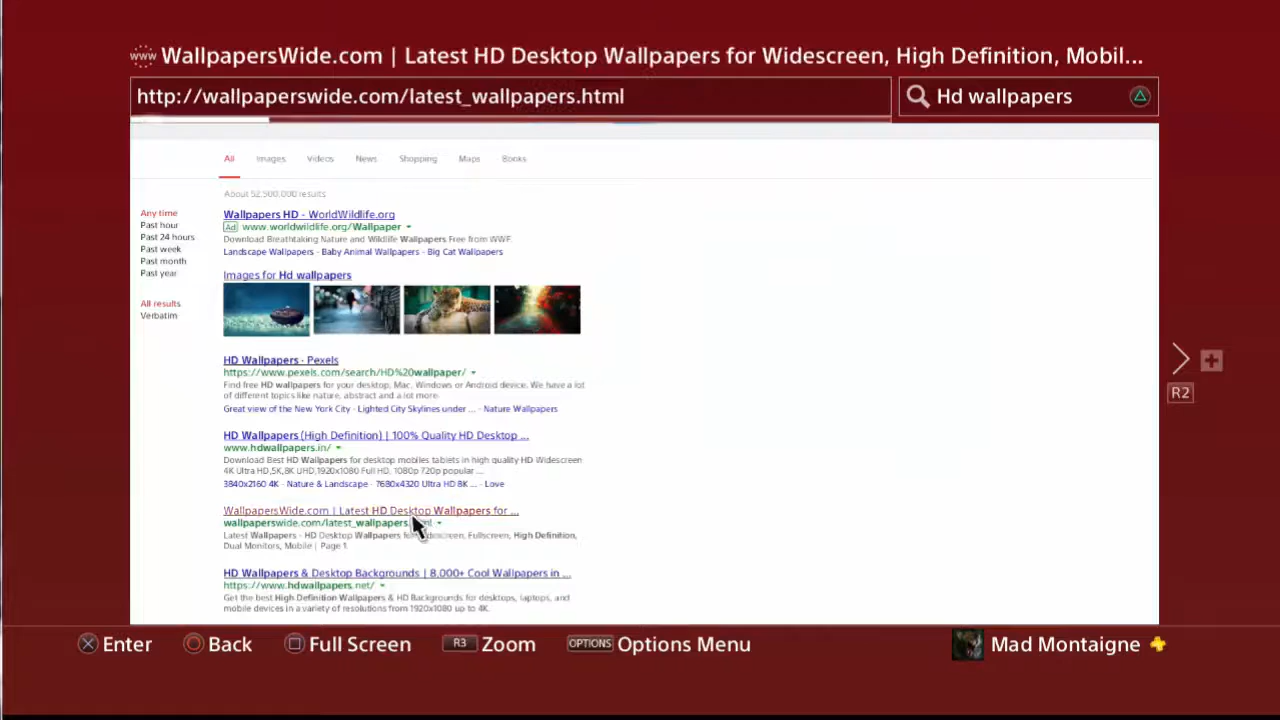 WWW WallpapersWide.com | Latest HD Desktop Wallpapers for Widescreen, High Definition, Mobil...
http://wallpaperswide.com/latest_wallpapers.html
Hd wallpapers
All Images Videos News Shopping Maps Books
About 52,500,000 results
Any time
Past hour
Past 24 hours
Past week
Past month
Past year
All results
Verbatim
Wallpapers HD - WorldWildlife.org
Ad www.worldwildlife.org/Wallpaper
Download Breathtaking Nature and Wildlife Wallpapers Free from WWF.
Landscape Wallpapers - Baby Animal Wallpapers - Big Cat Wallpapers
Images for Hd wallpapers
HD Wallpapers - Pexels
https://www.pexels.com/search/HD%20wallpaper/
Find free HD wallpapers for your desktop, Mac, Windows or Android device. We have a lot
of different topics like nature, abstract and a lot more.
Great view of the New York City - Lighted City Skylines under ... - Nature Wallpapers
HD Wallpapers (High Definition) | 100% Quality HD Desktop ...
www.hdwallpapers.in/
Download Best HD Wallpapers for desktop mobiles tablets in high quality HD Widescreen
4K Ultra HD,5K,8K UHD,1920x1080 Full HD, 1080p 720p popular ...
3840x2160 4K - Nature & Landscape - 7680x4320 Ultra HD 8K ... - Love
WallpapersWide.com | Latest HD Desktop Wallpapers for ...
wallpaperswide.com/latest_wallpapers.html
Latest Wallpapers - HD Desktop Wallpapers for Widescreen, Fullscreen, High Definition,
Dual Monitors, Mobile | Page 1
HD Wallpapers & Desktop Backgrounds | 8,000+ Cool Wallpapers in ...
https://www.hdwallpapers.net/
Get the best High Definition Wallpapers & HD Backgrounds for desktops, laptops, and
mobile devices in a variety of resolutions from 1920x1080 up to 4K.
R2
Enter Back Full Screen R3 Zoom OPTIONS Options Menu Mad Montaigne